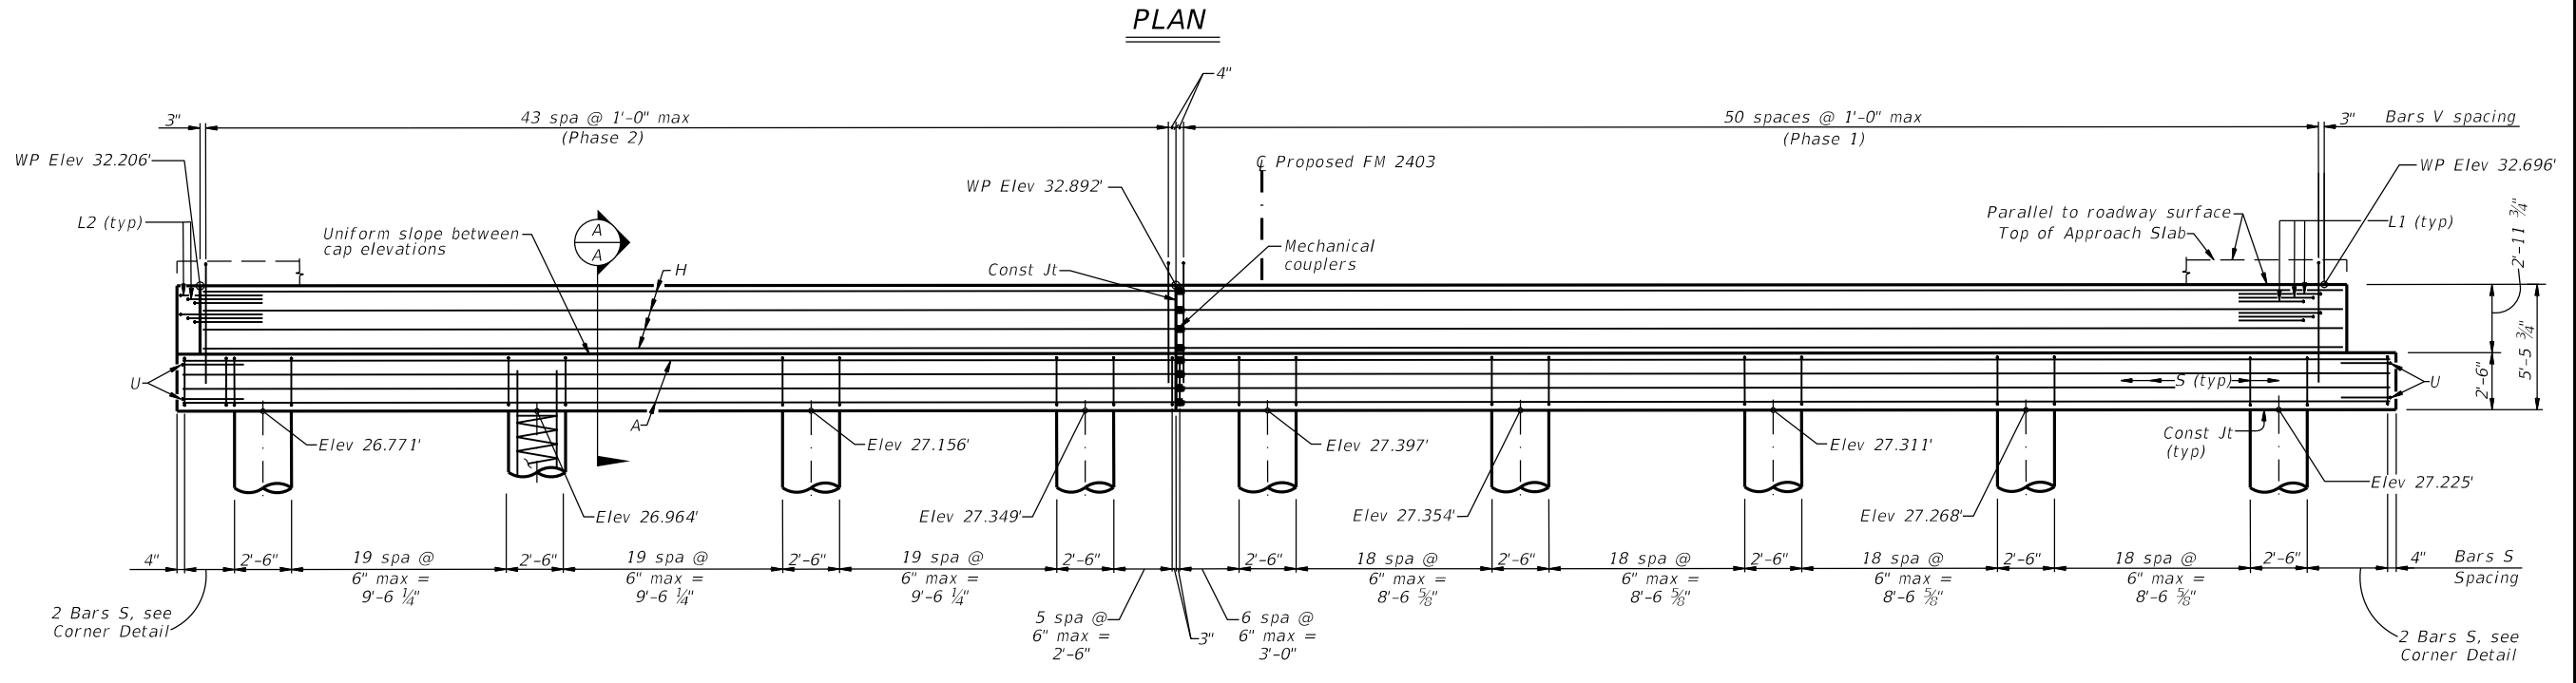 PLAN
4"
3"
43 spa @ 1'-0" max
(Phase 2)
50 spaces @ 1'-0" max
(Phase 1)
3"
Bars V spacing
WP Elev 32.206'
WP Elev 32.892'
℄ Proposed FM 2403
WP Elev 32.696'
L2 (typ)
Uniform slope between
cap elevations
A
A
H
Const Jt
Mechanical
couplers
Parallel to roadway surface
Top of Approach Slab
L1 (typ)
2'-11 ¾"
5'-5 ¾"
2'-6"
U
A
S (typ)
U
Elev 26.771'
Elev 27.156'
Elev 27.397'
Elev 27.311'
Const Jt
(typ)
Elev 27.225'
Elev 26.964'
Elev 27.349'
Elev 27.354'
Elev 27.268'
4"
2'-6"
19 spa @
6" max =
9'-6 ¼"
2'-6"
19 spa @
6" max =
9'-6 ¼"
2'-6"
19 spa @
6" max =
9'-6 ¼"
2'-6"
5 spa @
6" max =
2'-6"
3"
6 spa @
6" max =
3'-0"
2'-6"
18 spa @
6" max =
8'-6 ⅝"
2'-6"
18 spa @
6" max =
8'-6 ⅝"
2'-6"
18 spa @
6" max =
8'-6 ⅝"
2'-6"
18 spa @
6" max =
8'-6 ⅝"
2'-6"
4"
Bars S
Spacing
2 Bars S, see
Corner Detail
2 Bars S, see
Corner Detail